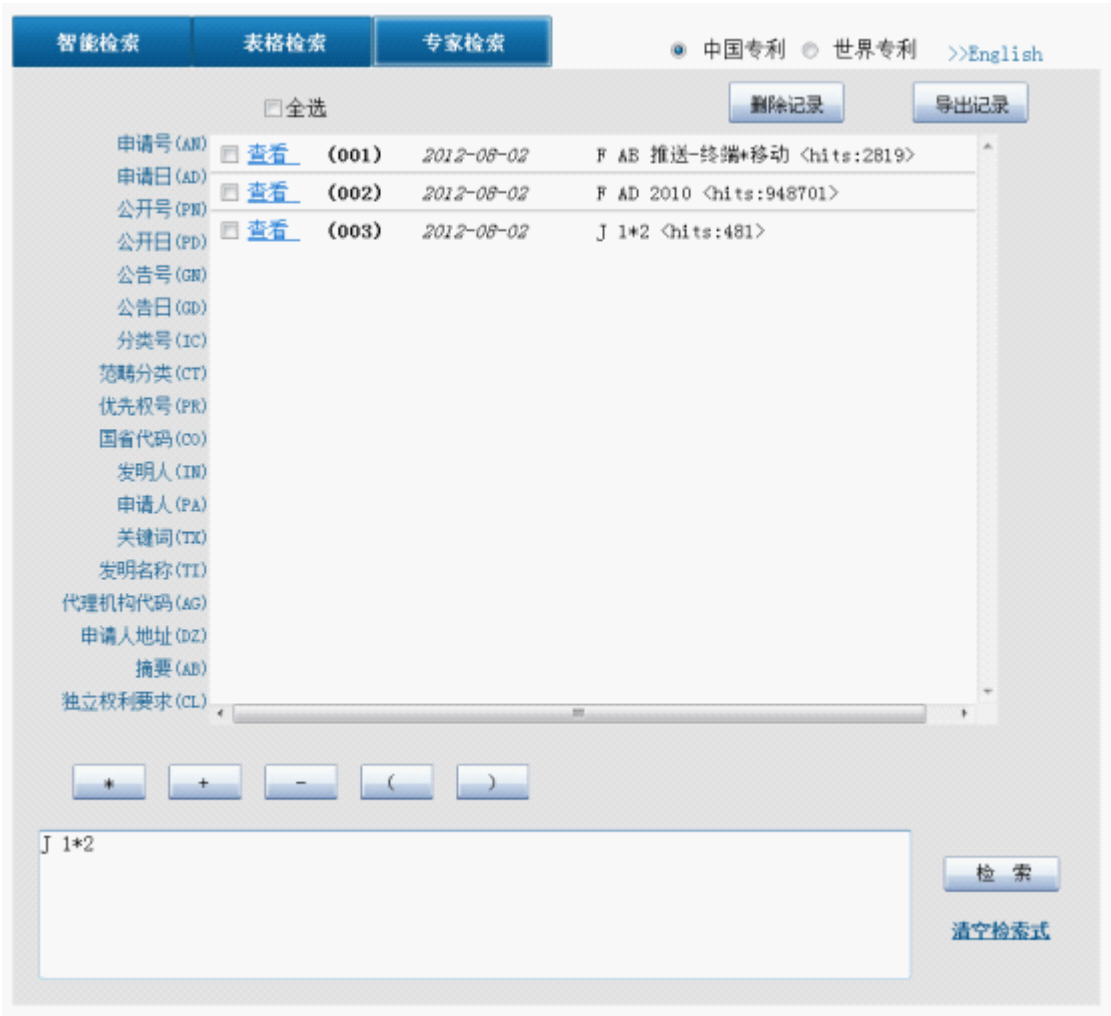 智能检索 表格检索 专家检索 中国专利 世界专利 >>English
全选 删除记录 导出记录
申请号(AN)
申请日(AD)
公开号(PN)
公开日(PD)
公告号(GN)
公告日(GD)
分类号(IC)
范畴分类(CT)
优先权号(PR)
国省代码(CO)
发明人(IN)
申请人(PA)
关键词(TX)
发明名称(TI)
代理机构代码(AG)
申请人地址(DZ)
摘要(AB)
独立权利要求(CL)
查看 (001) 2012-08-02 F AB 推送-终端*移动 <hits:2819>
查看 (002) 2012-08-02 F AD 2010 <hits:948701>
查看 (003) 2012-08-02 J 1*2 <hits:481>
* + - ( )
J 1*2
检 索
清空检索式